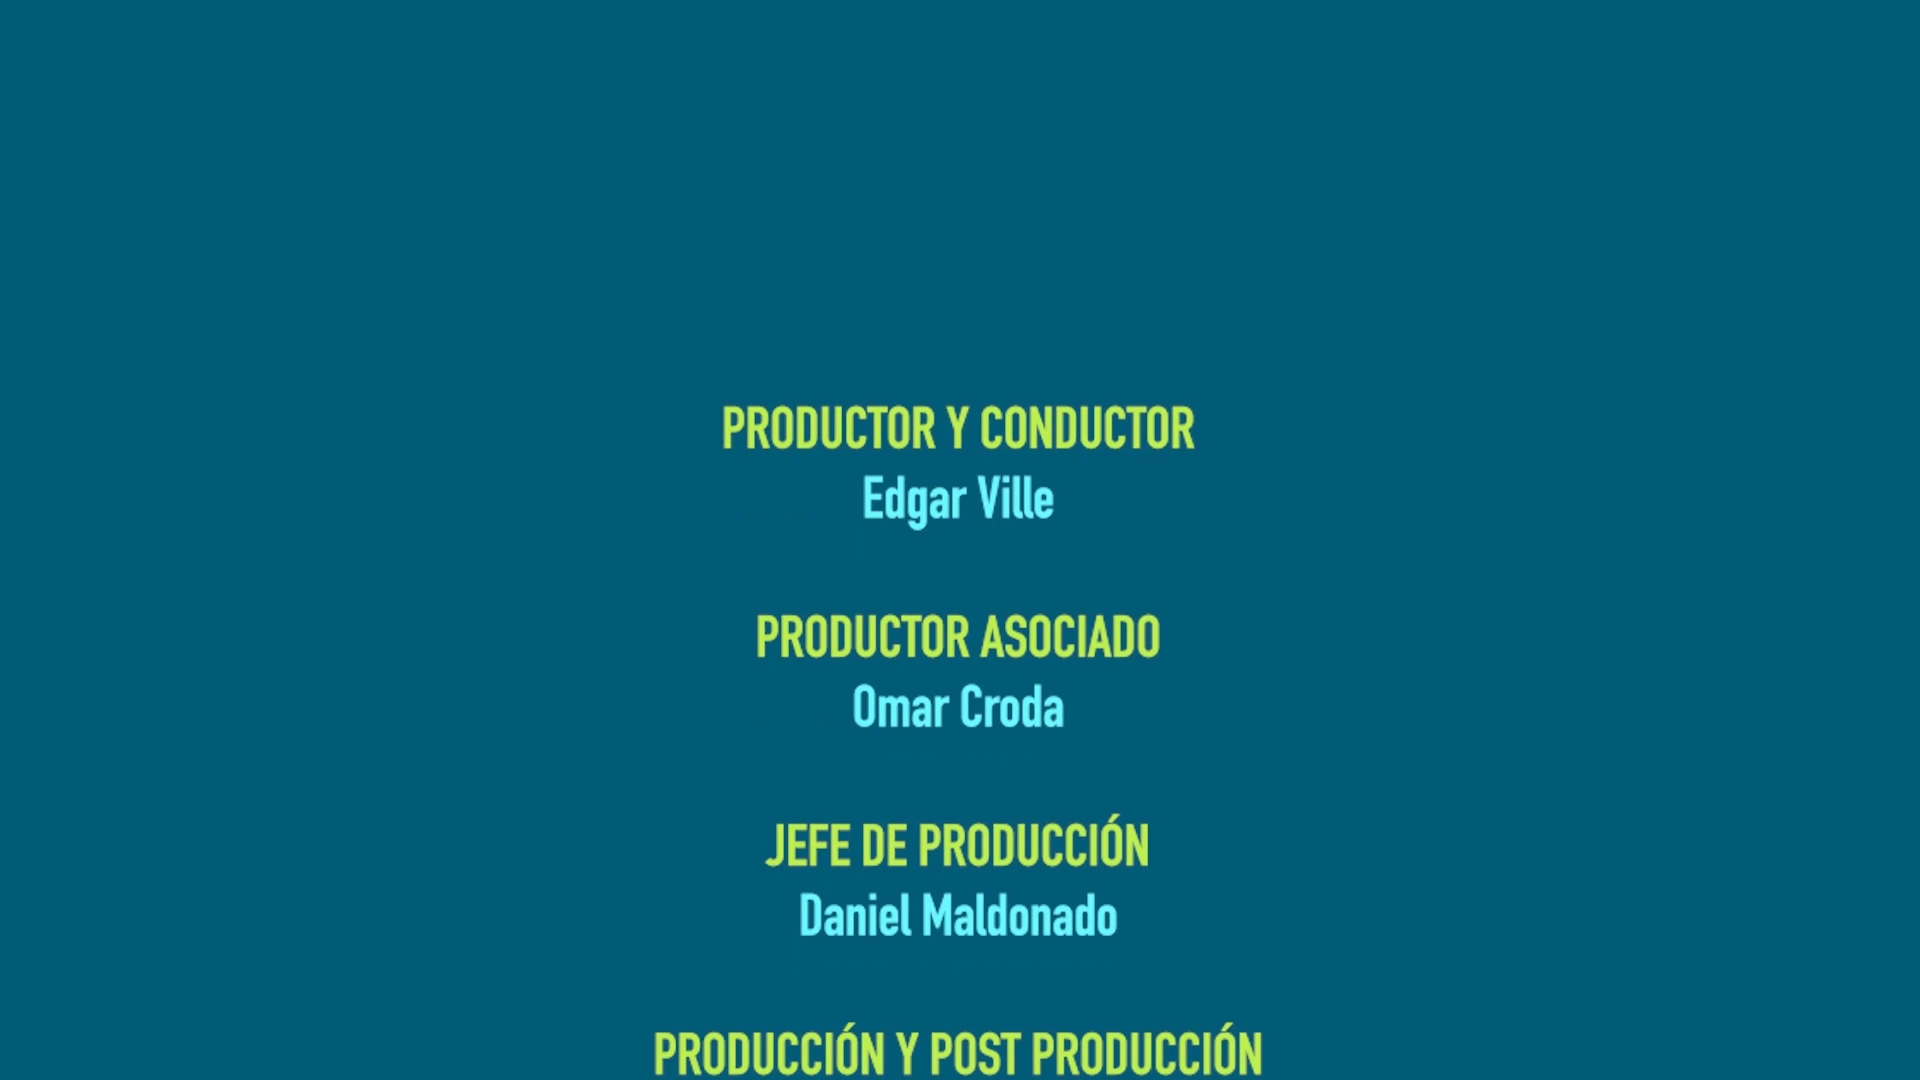 PRODUCTOR Y CONDUCTOR
Edgar Ville
PRODUCTOR ASOCIADO
Omar Croda
JEFE DE PRODUCCIÓN
Daniel Maldonado
PRODUCCIÓN Y POST PRODUCCIÓN